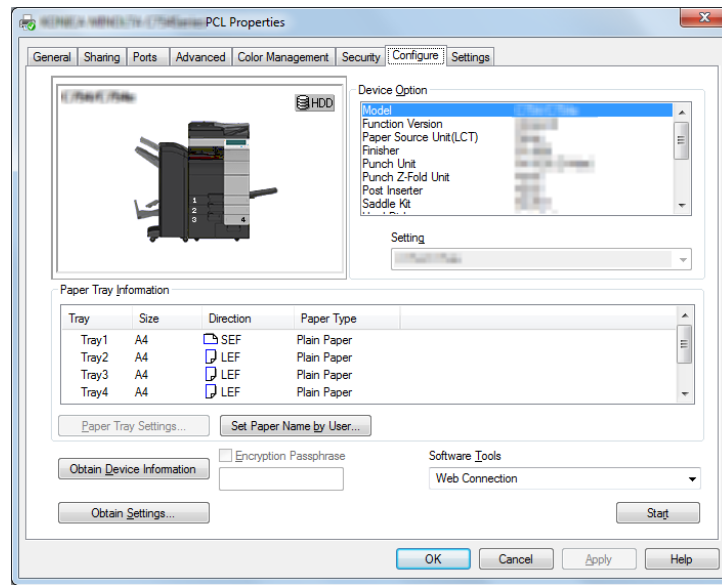 PCL Properties
General Sharing Ports Advanced Color Management Security Configure Settings
HDD
1
2
3 4
Device Option
Model
Function Version
Paper Source Unit(LCT)
Finisher
Punch Unit
Punch Z-Fold Unit
Post Inserter
Saddle Kit
Setting
Paper Tray Information
Tray Size Direction Paper Type
Tray1 A4 SEF Plain Paper
Tray2 A4 LEF Plain Paper
Tray3 A4 LEF Plain Paper
Tray4 A4 LEF Plain Paper
Paper Tray Settings... Set Paper Name by User...
Obtain Device Information
Encryption Passphrase
Software Tools
Web Connection
Obtain Settings...
Start
OK Cancel Apply Help